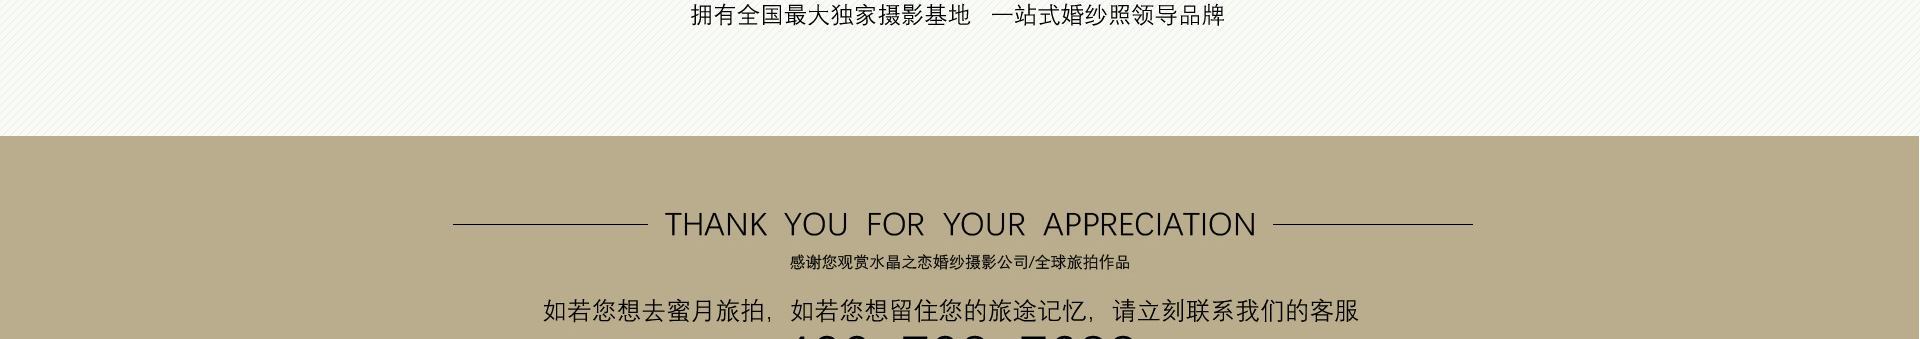 拥有全国最大独家摄影基地 一站式婚纱照领导品牌
THANK YOU FOR YOUR APPRECIATION
感谢您观赏水晶之恋婚纱摄影公司/全球旅拍作品
如若您想去蜜月旅拍，如若您想留住您的旅途记忆，请立刻联系我们的客服